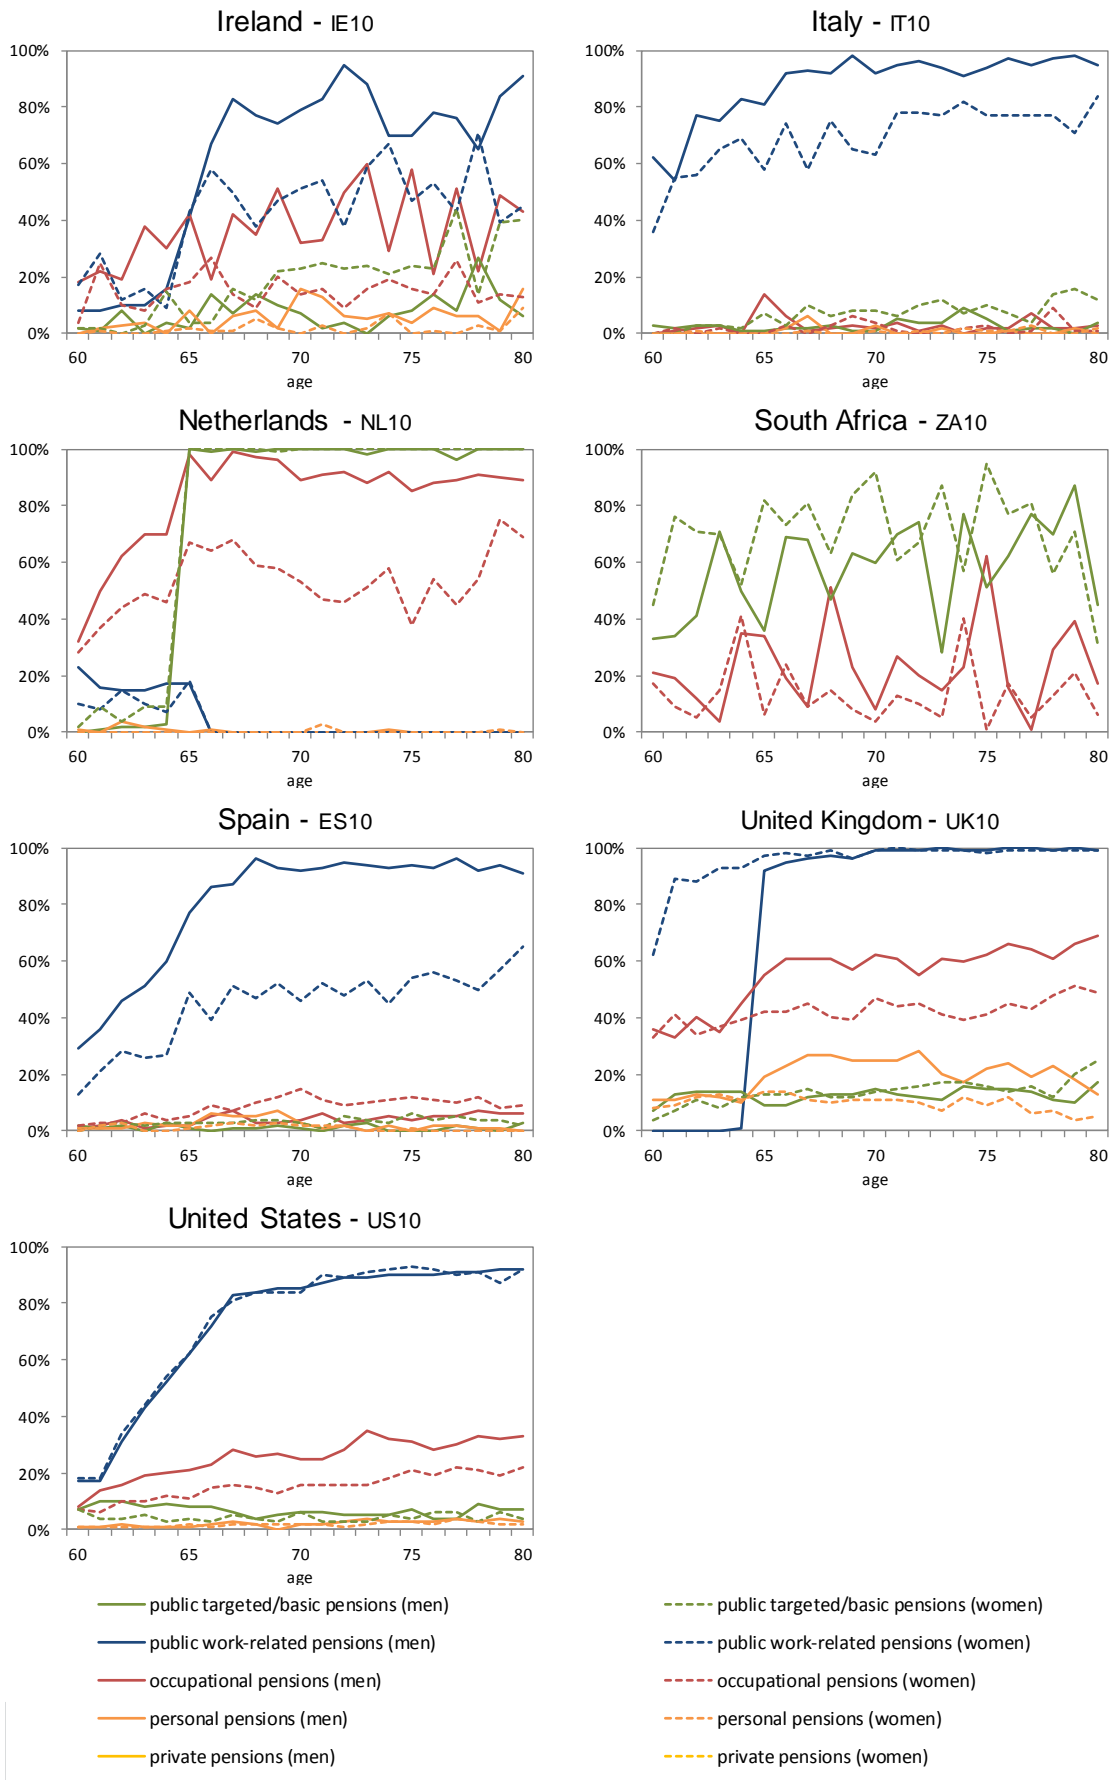 Ireland - IE10
100%
80%
60%
40%
20%
0%
60 65 70 75 80
age
Italy - IT10
100%
80%
60%
40%
20%
0%
60 65 70 75 80
age
Netherlands - NL10
100%
80%
60%
40%
20%
0%
60 65 70 75 80
age
South Africa - ZA10
100%
80%
60%
40%
20%
0%
60 65 70 75 80
age
Spain - ES10
100%
80%
60%
40%
20%
0%
60 65 70 75 80
age
United Kingdom - UK10
100%
80%
60%
40%
20%
0%
60 65 70 75 80
age
United States - US10
100%
80%
60%
40%
20%
0%
60 65 70 75 80
age
public targeted/basic pensions (men)
public work-related pensions (men)
occupational pensions (men)
personal pensions (men)
private pensions (men)
public targeted/basic pensions (women)
public work-related pensions (women)
occupational pensions (women)
personal pensions (women)
private pensions (women)